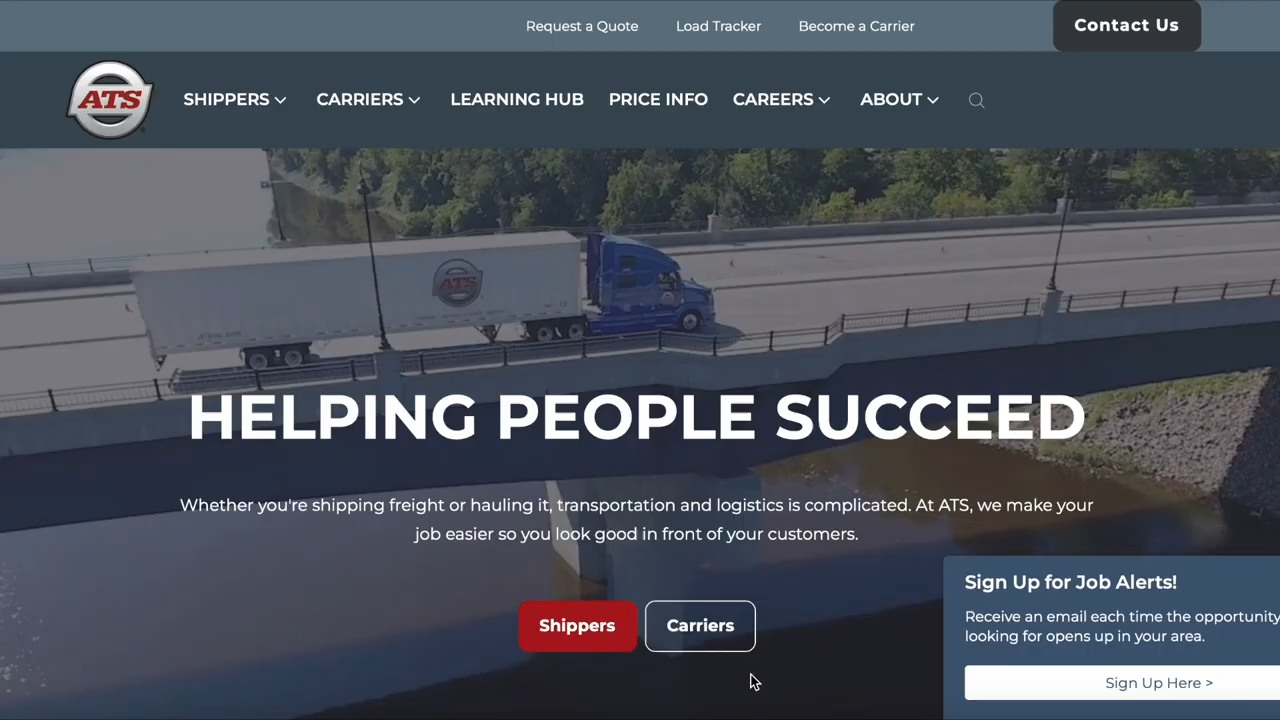 Request a Quote
Load Tracker
Become a Carrier
Contact Us
ATS
SHIPPERS
CARRIERS
LEARNING HUB
PRICE INFO
CAREERS
ABOUT
ATS
HELPING PEOPLE SUCCEED
Whether you're shipping freight or hauling it, transportation and logistics is complicated. At ATS, we make your
job easier so you look good in front of your customers.
Shippers
Carriers
Sign Up for Job Alerts!
Receive an email each time the opportunity
looking for opens up in your area.
Sign Up Here >